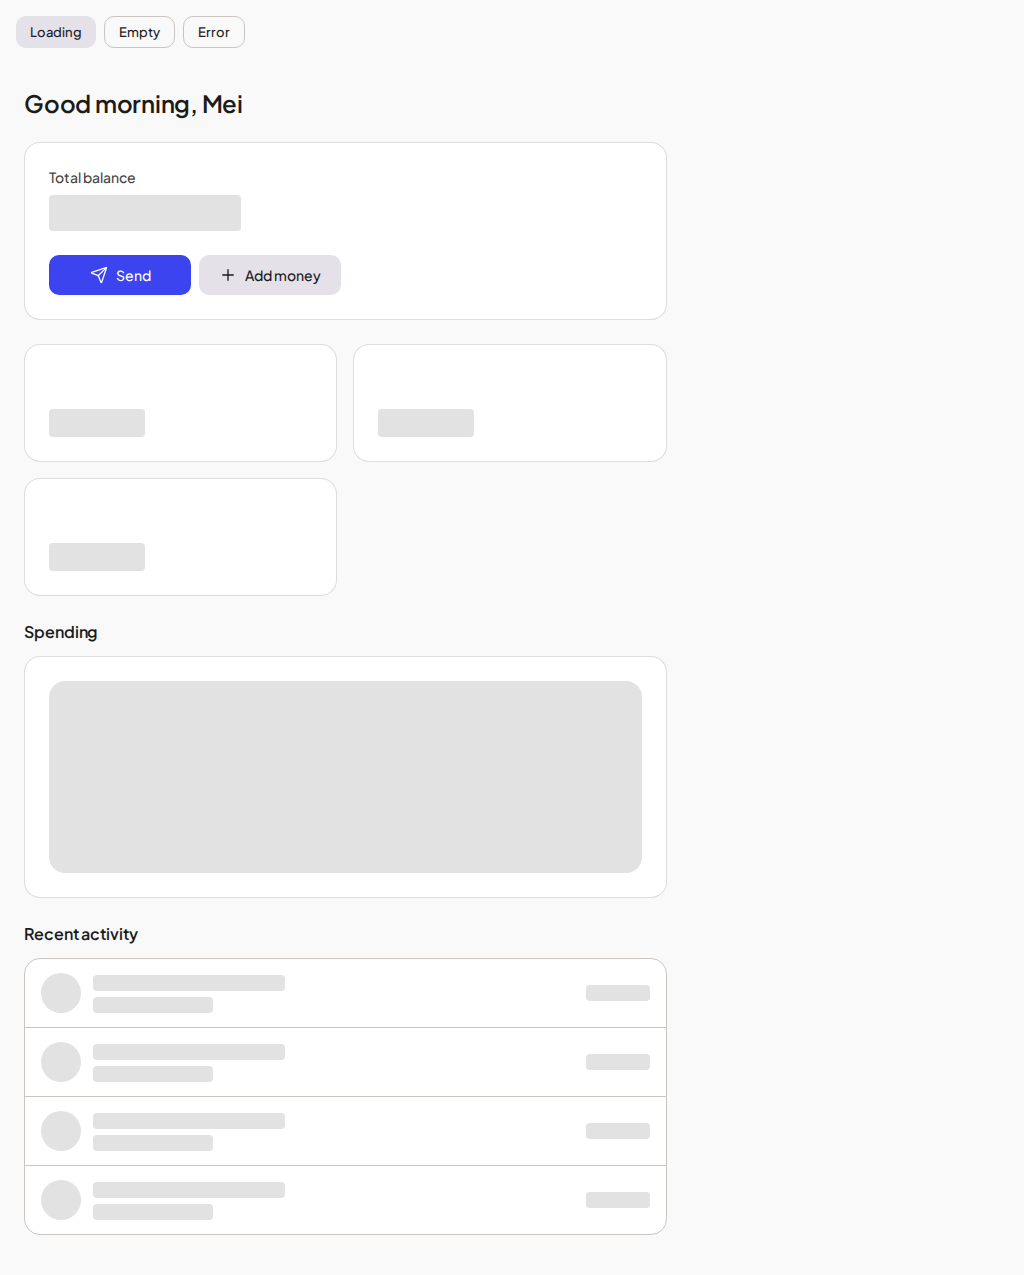 Loading
Empty
Error
Good morning, Mei
Total balance
Send
Add money
Spending
Recent activity